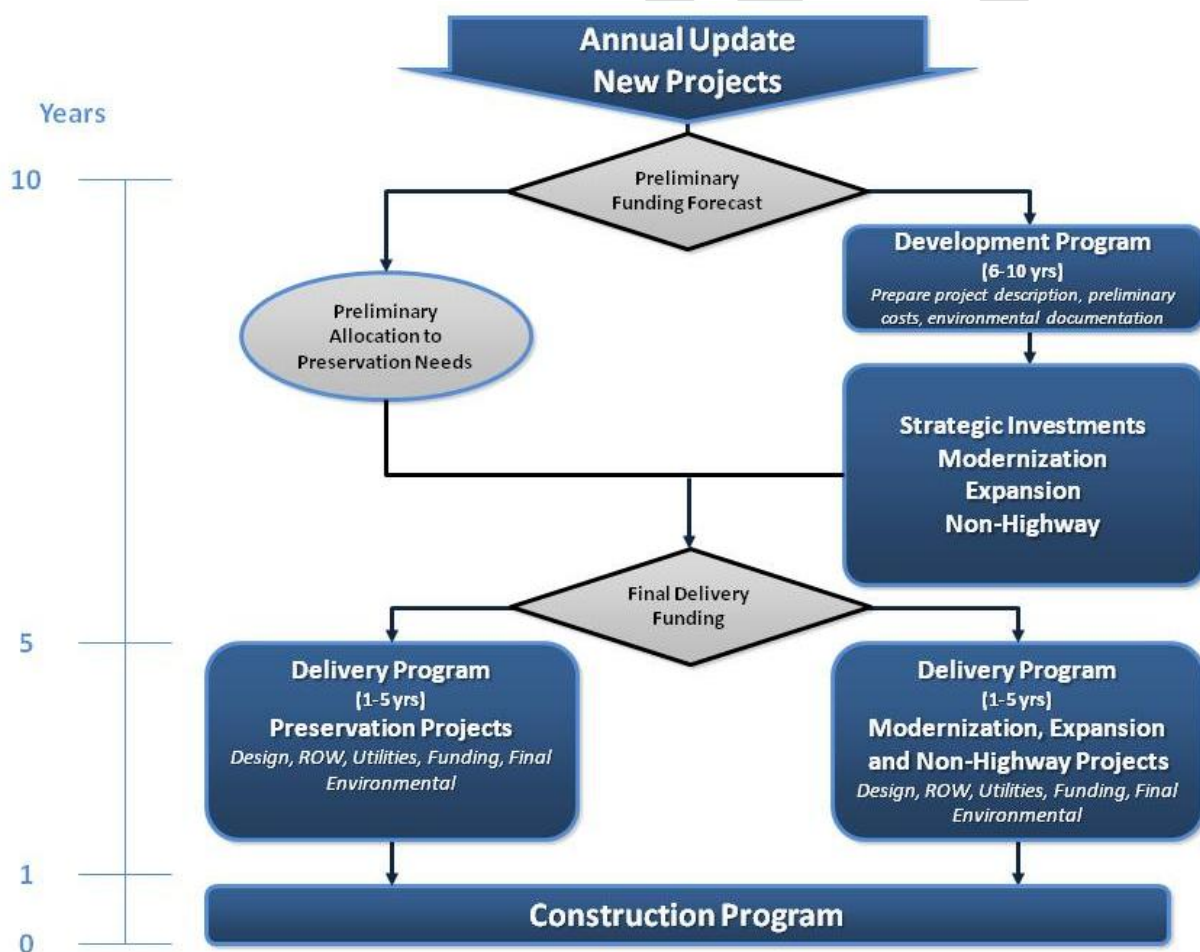 Annual Update
New Projects
Years
10
Preliminary
Funding Forecast
Development Program
(6-10 yrs)
Prepare project description, preliminary
costs, environmental documentation
Preliminary
Allocation to
Preservation Needs
Strategic Investments
Modernization
Expansion
Non-Highway
Final Delivery
Funding
5
Delivery Program
(1-5 yrs)
Preservation Projects
Design, ROW, Utilities, Funding, Final
Environmental
Delivery Program
(1-5 yrs)
Modernization, Expansion
and Non-Highway Projects
Design, ROW, Utilities, Funding, Final
Environmental
1
Construction Program
0